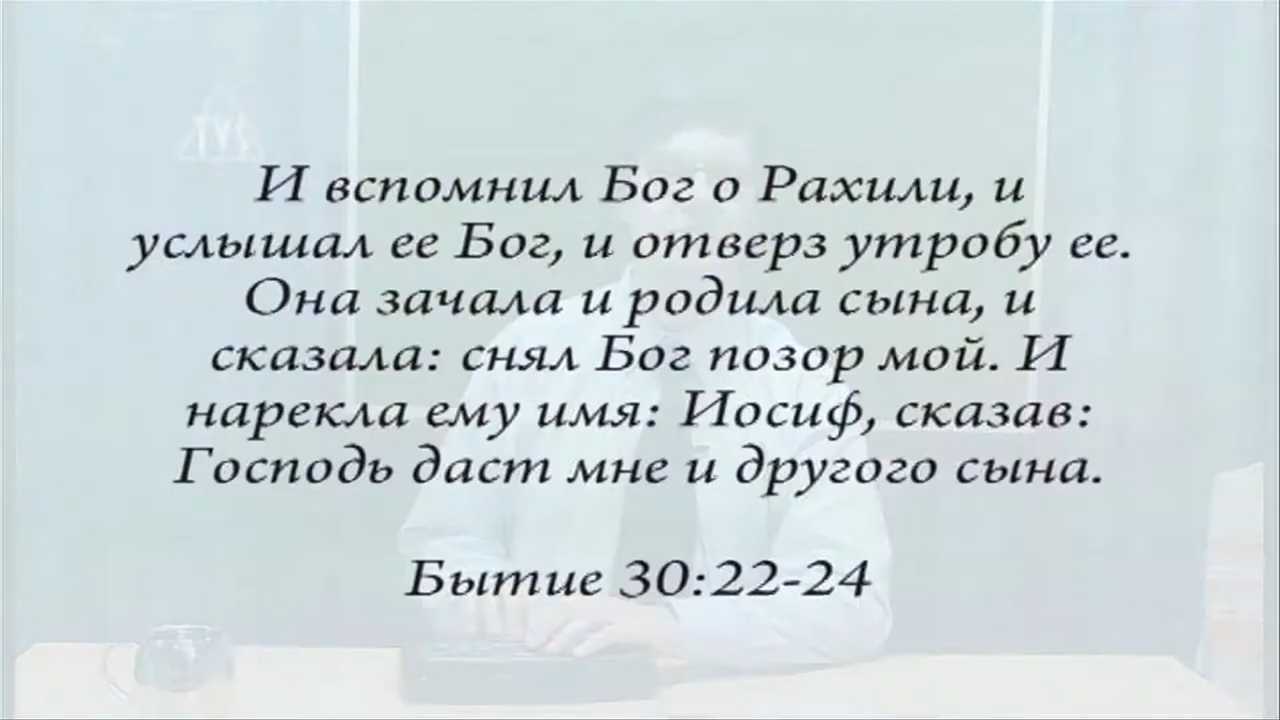 TVS
И вспомнил Бог о Рахили, и
услышал ее Бог, и отверз утробу ее.
Она зачала и родила сына, и
сказала: снял Бог позор мой. И
нарекла ему имя: Иосиф, сказав:
Господь даст мне и другого сына.
Бытие 30:22-24